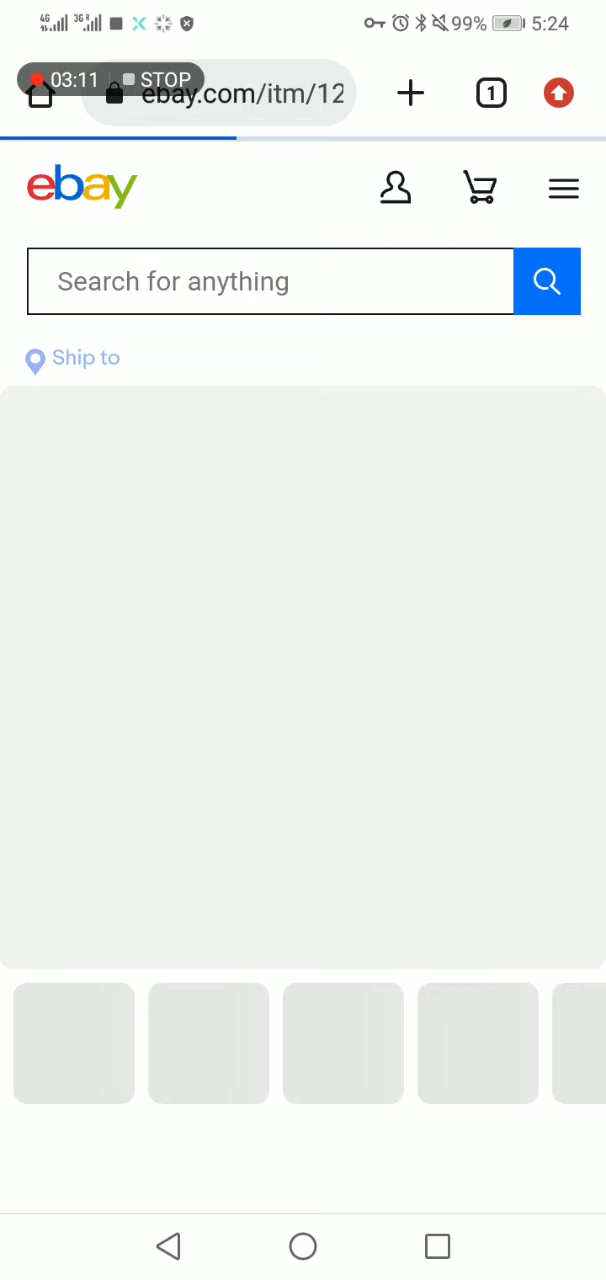 4G 3G R 99% 5:24
03:11 STOP
ebay.com/itm/12 1
ebay
Search for anything
Ship to